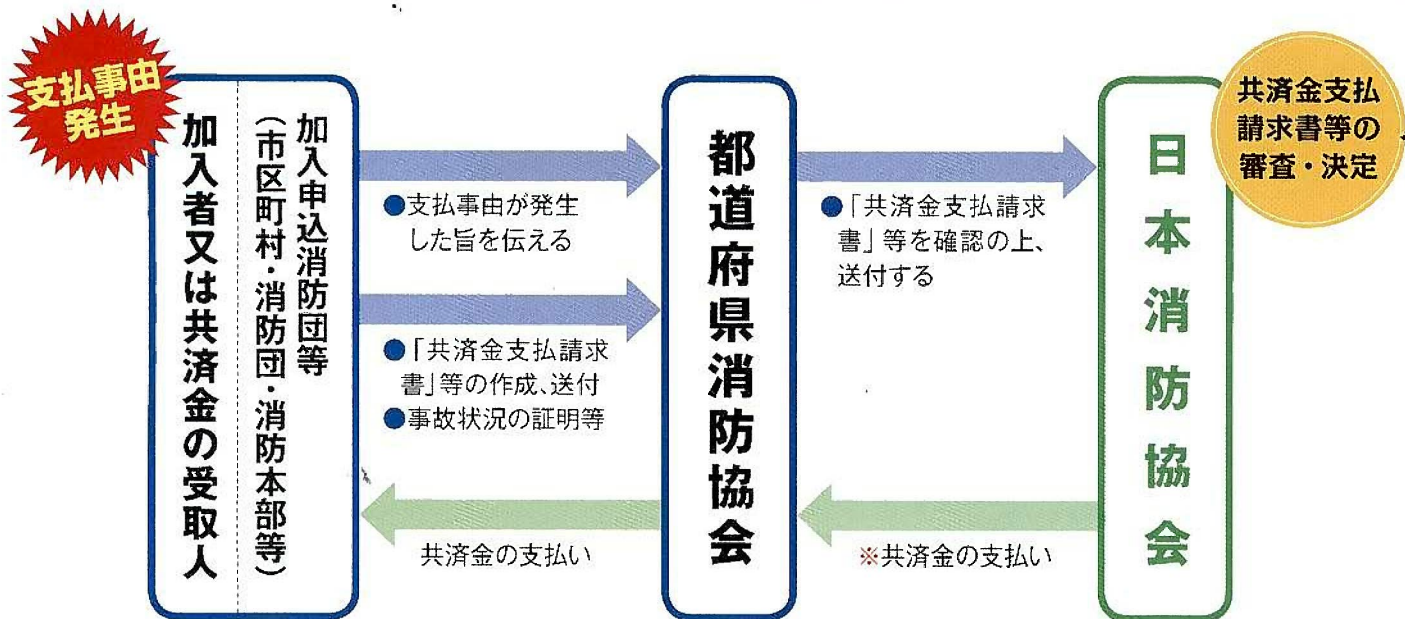 支払事由
発生
加入者又は共済金の受取人
加入申込消防団等
（市区町村・消防団・消防本部等）
●支払事由が発生
した旨を伝える
●「共済金支払請求
書」等の作成、送付
●事故状況の証明等
共済金の支払い
都道府県消防協会
●「共済金支払請求
書」等を確認の上、
送付する
※共済金の支払い
日本消防協会
共済金支払
請求書等の
審査・決定